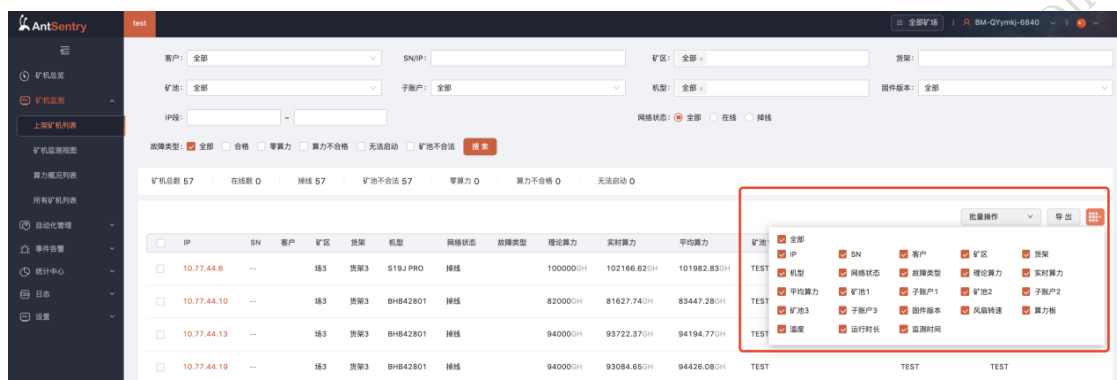 AntSentry
test
全部矿场
BM-QYymkj-6840
矿机总览
矿机监测
上架矿机列表
矿机监测视图
算力概况列表
所有矿机列表
自动化管理
事件告警
统计中心
日志
设置
客户: 全部 SN/IP: 矿区: 全部 × 货架:
矿池: 全部 子账户: 全部 机型: 全部 × 固件版本: 全部
IP段: ~ 网络状态: 全部 在线 掉线
故障类型: 全部 合格 零算力 算力不合格 无法启动 矿池不合法 搜索
矿机总数 57 在线数 0 掉线 57 矿池不合法 57 零算力 0 算力不合格 0 无法启动 0
批量操作 导出
IP SN 客户 矿区 货架 机型 网络状态 故障类型 理论算力 实时算力 平均算力 矿池1
10.77.44.6 -- 场3 货架3 S19J PRO 掉线 100000GH 102166.62GH 101982.83GH TEST
10.77.44.10 -- 场3 货架3 BHB42801 掉线 82000GH 81627.74GH 83447.28GH TEST
10.77.44.13 -- 场3 货架3 BHB42801 掉线 94000GH 93722.37GH 94194.77GH TEST
10.77.44.19 -- 场3 货架3 BHB42801 掉线 94000GH 93084.65GH 94426.08GH TEST TEST TEST
全部
IP SN 客户 矿区 货架
机型 网络状态 故障类型 理论算力 实时算力
平均算力 矿池1 子账户1 矿池2 子账户2
矿池3 子账户3 固件版本 风扇转速 算力板
温度 运行时长 监测时间